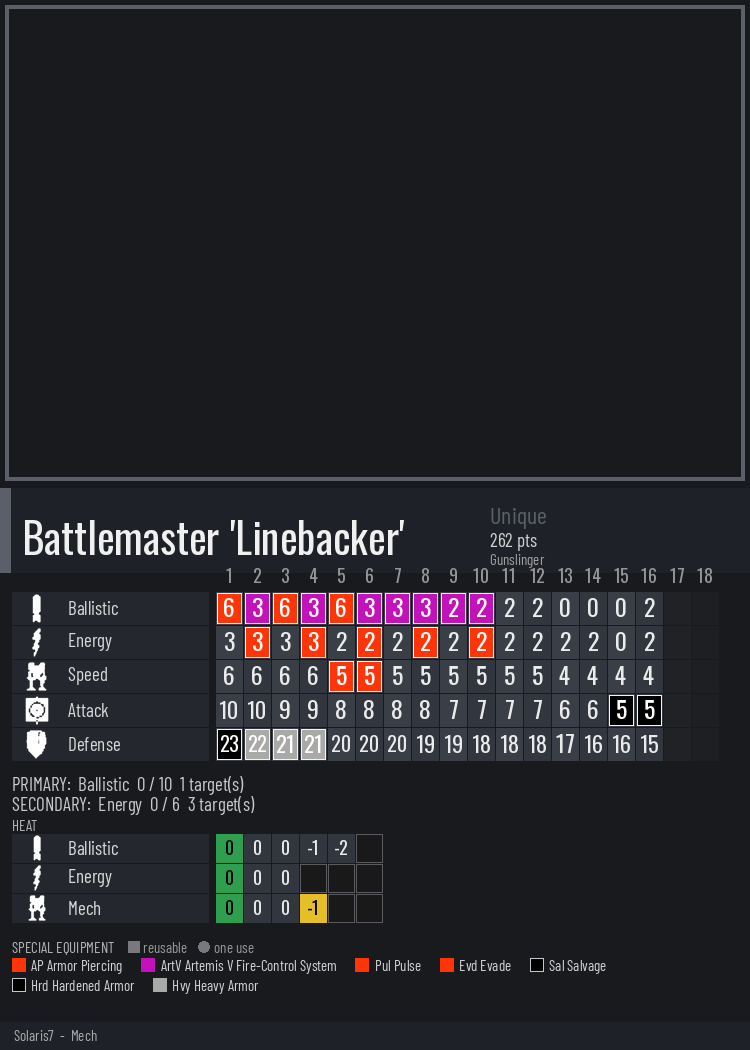 Battlemaster 'Linebacker'
Unique
262 pts
Gunslinger
1 2 3 4 5 6 7 8 9 10 11 12 13 14 15 16 17 18
Ballistic 6 3 6 3 6 3 3 3 2 2 2 2 0 0 0 2
Energy 3 3 3 3 2 2 2 2 2 2 2 2 2 2 0 2
Speed 6 6 6 6 5 5 5 5 5 5 5 5 4 4 4 4
Attack 10 10 9 9 8 8 8 8 7 7 7 7 6 6 5 5
Defense 23 22 21 21 20 20 20 19 19 18 18 18 17 16 16 15
PRIMARY: Ballistic 0 / 10 1 target(s)
SECONDARY: Energy 0 / 6 3 target(s)
HEAT
Ballistic 0 0 0 -1 -2
Energy 0 0 0
Mech 0 0 0 -1
SPECIAL EQUIPMENT reusable one use
AP Armor Piercing ArtV Artemis V Fire-Control System Pul Pulse Evd Evade Sal Salvage
Hrd Hardened Armor Hvy Heavy Armor
Solaris7 - Mech